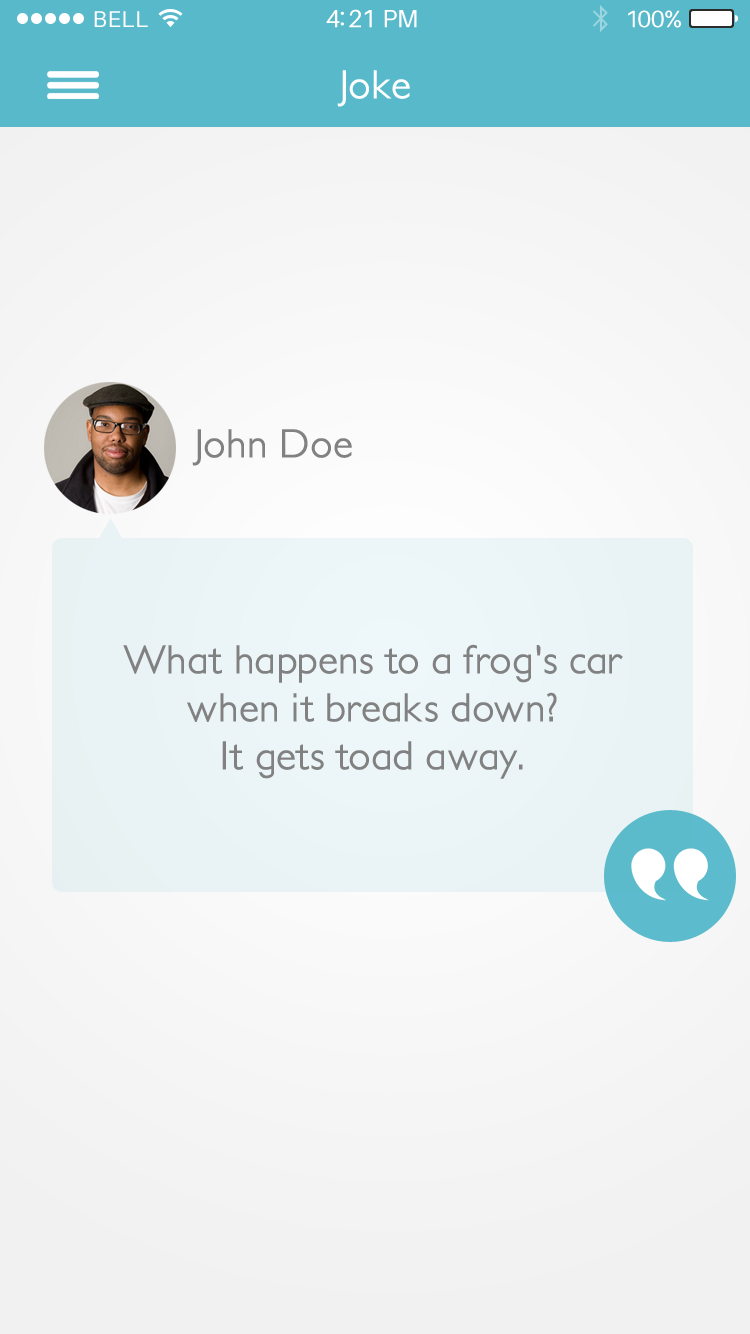 BELL 4:21 PM 100%
Joke
John Doe
What happens to a frog's car
when it breaks down?
It gets toad away.